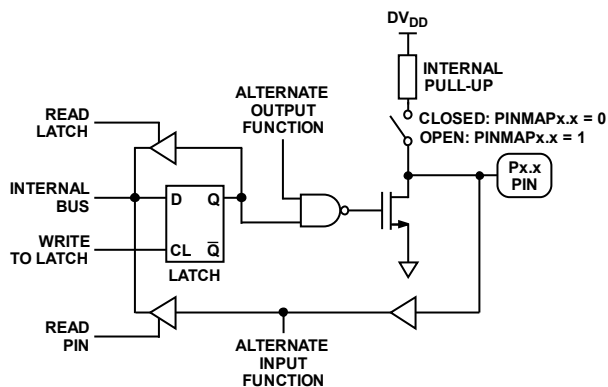 DVDD
INTERNAL
PULL-UP
CLOSED: PINMAPx.x = 0
OPEN: PINMAPx.x = 1
Px.x
PIN
ALTERNATE
OUTPUT
FUNCTION
READ
LATCH
INTERNAL
BUS
D
Q
WRITE
TO LATCH
CL
Q̅
LATCH
READ
PIN
ALTERNATE
INPUT
FUNCTION